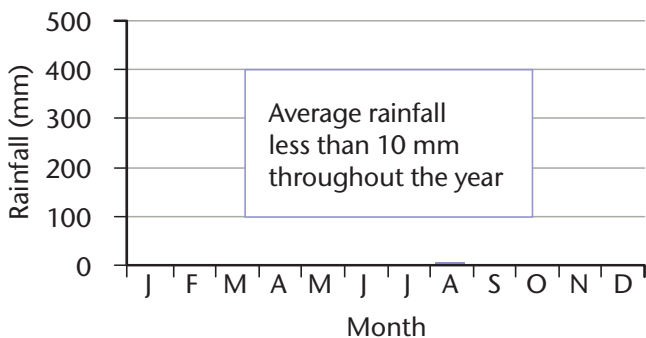 500
400
300
200
100
0
Rainfall (mm)
Average rainfall
less than 10 mm
throughout the year
J F M A M J J A S O N D
Month